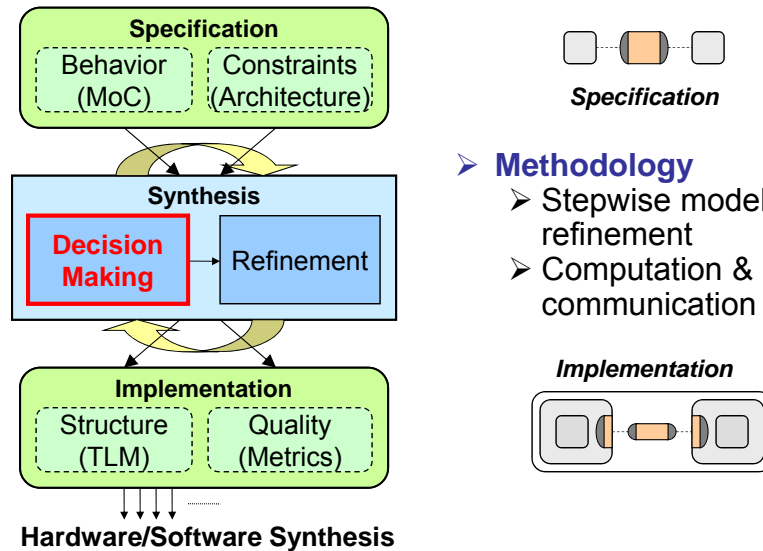 Specification
Behavior
(MoC)
Constraints
(Architecture)
Synthesis
Decision
Making
Refinement
Implementation
Structure
(TLM)
Quality
(Metrics)
Hardware/Software Synthesis
Specification
➢ Methodology
➢ Stepwise model
refinement
➢ Computation &
communication
Implementation